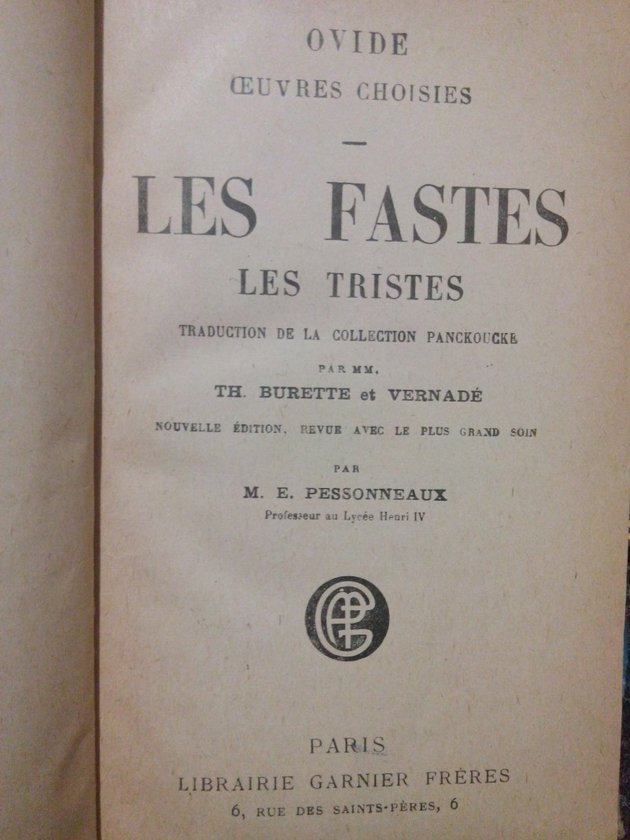 OVIDE
ŒUVRES CHOISIES
—
LES FASTES
LES TRISTES
TRADUCTION DE LA COLLECTION PANCKOUCKE
PAR MM.
TH. BURETTE et VERNADÉ
NOUVELLE ÉDITION, REVUE AVEC LE PLUS GRAND SOIN
PAR
M. E. PESSONNEAUX
Professeur au Lycée Henri IV
PARIS
LIBRAIRIE GARNIER FRÈRES
6, RUE DES SAINTS-PÈRES, 6